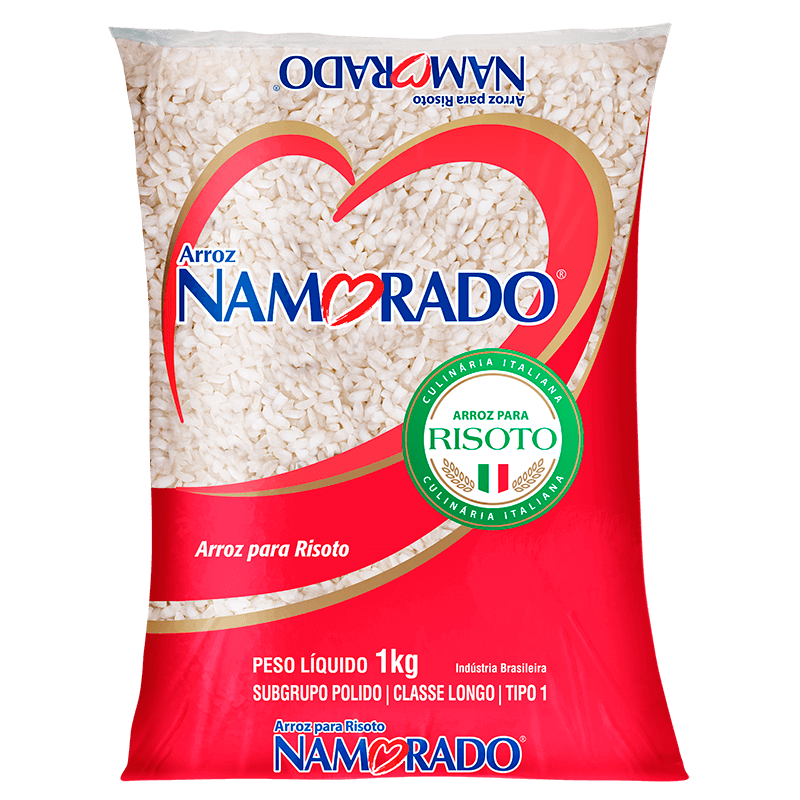 NAMORADO®
Arroz para Risoto
Arroz
NAMORADO®
CULINÁRIA ITALIANA
ARROZ PARA
RISOTO
CULINÁRIA ITALIANA
Arroz para Risoto
PESO LÍQUIDO 1kg Indústria Brasileira
SUBGRUPO POLIDO | CLASSE LONGO | TIPO 1
Arroz para Risoto
NAMORADO®